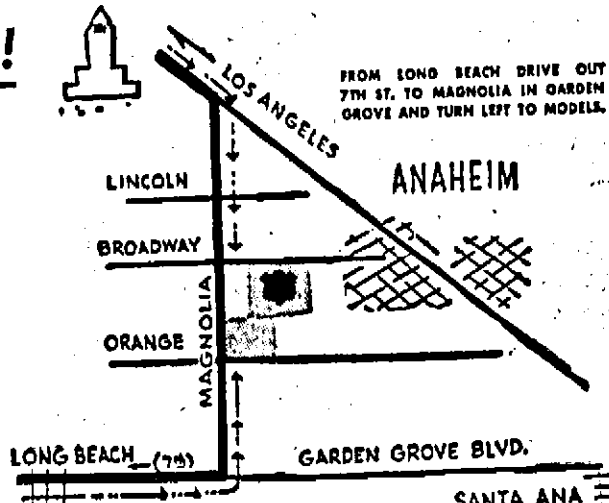 !
FROM LONG BEACH DRIVE OUT
7TH ST. TO MAGNOLIA IN GARDEN
GROVE AND TURN LEFT TO MODELS.
LOS ANGELES
ANAHEIM
LINCOLN
BROADWAY
MAGNOLIA
ORANGE
LONG BEACH (7th)
GARDEN GROVE BLVD.
SANTA ANA